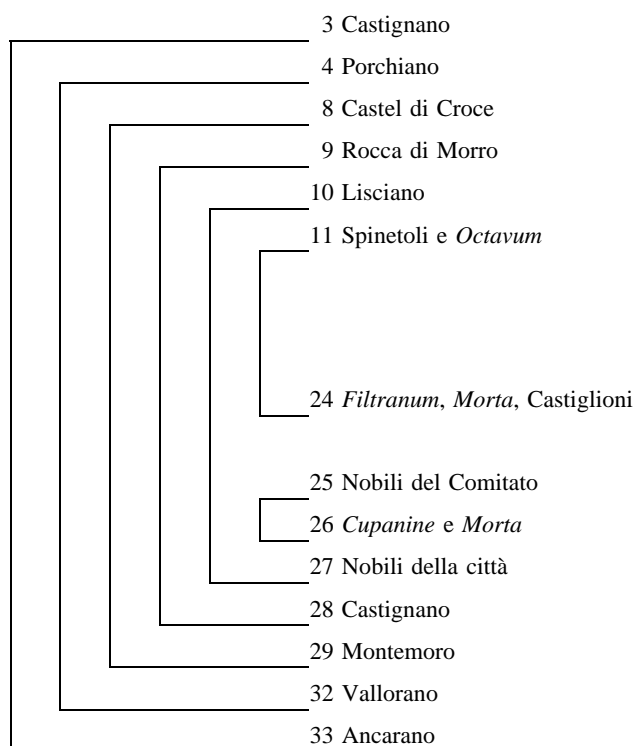 3 Castignano
4 Porchiano
8 Castel di Croce
9 Rocca di Morro
10 Lisciano
11 Spinetoli e Octavum
24 Filtranum, Morta, Castiglioni
25 Nobili del Comitato
26 Cupanine e Morta
27 Nobili della città
28 Castignano
29 Montemoro
32 Vallorano
33 Ancarano